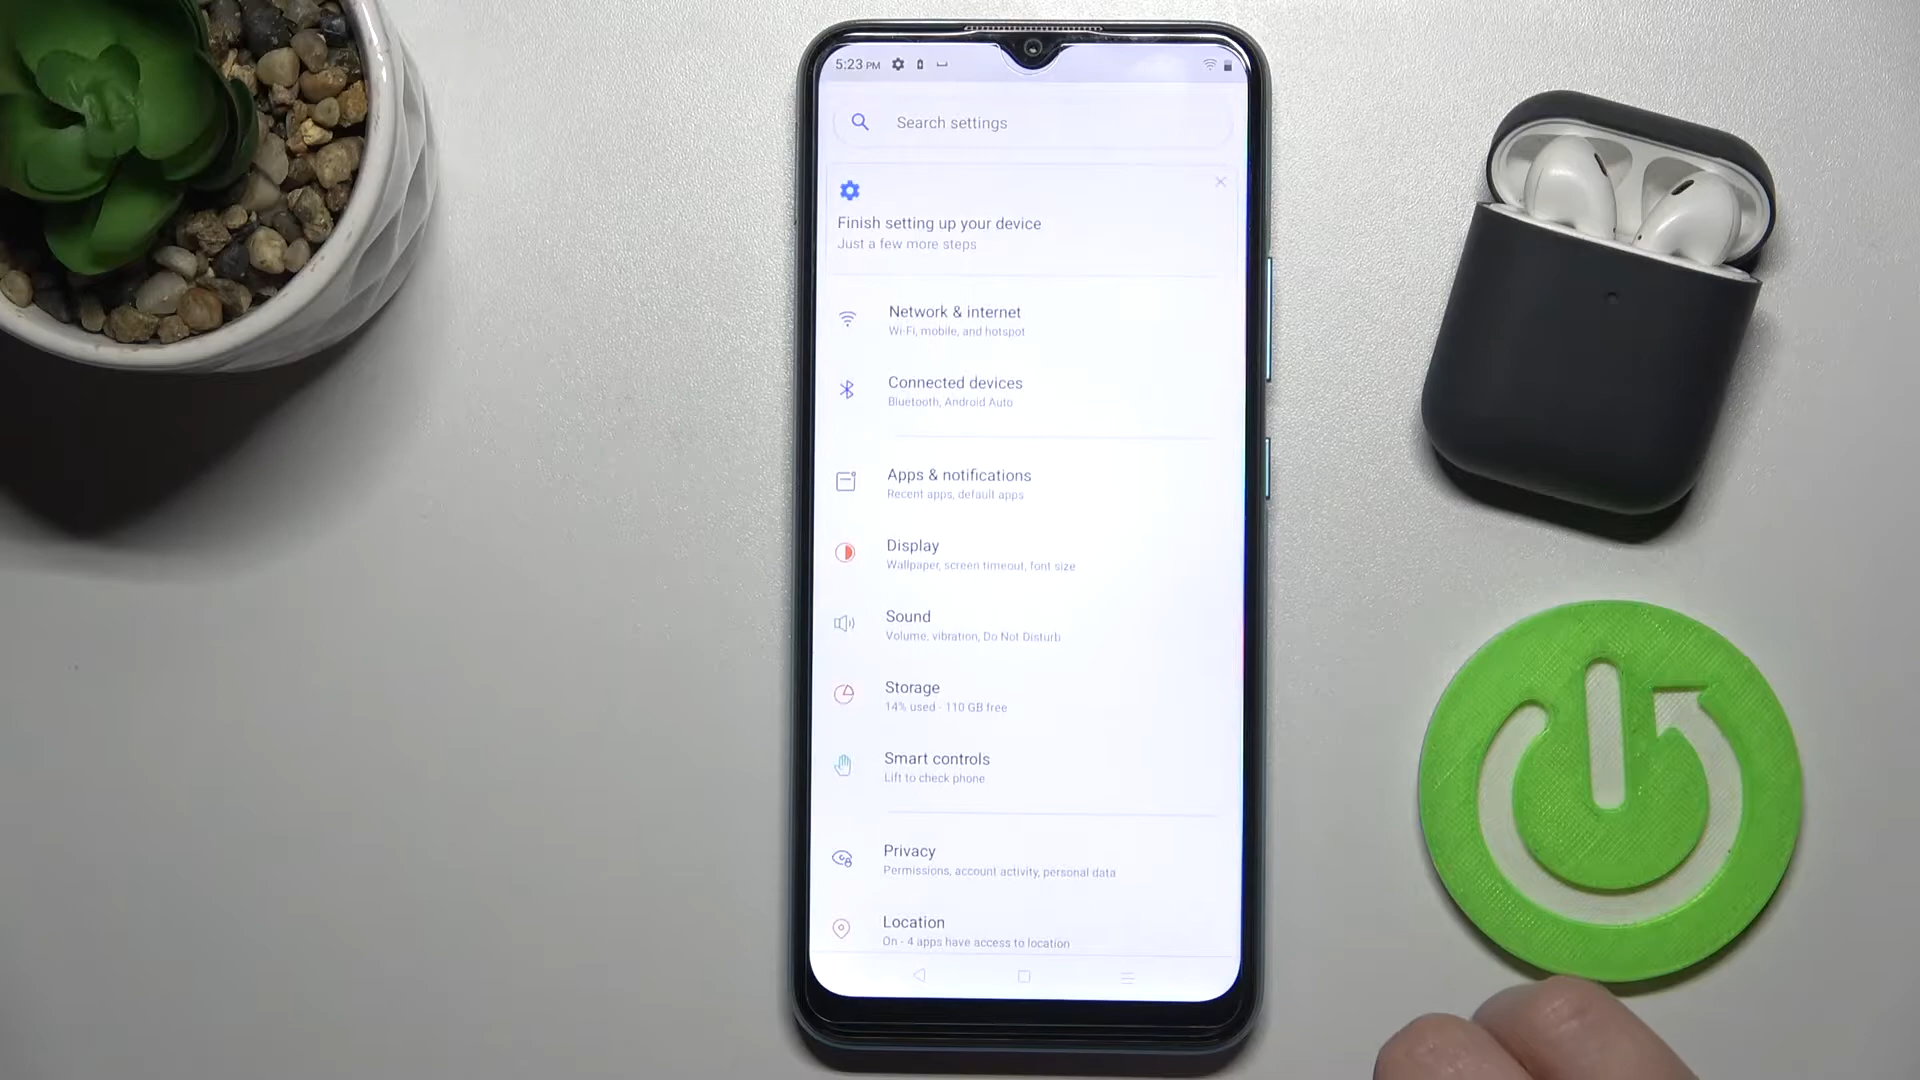 5:23 PM
Search settings
Finish setting up your device
Just a few more steps
Network & internet
Wi-Fi, mobile, and hotspot
Connected devices
Bluetooth, Android Auto
Apps & notifications
Recent apps, default apps
Display
Wallpaper, screen timeout, font size
Sound
Volume, vibration, Do Not Disturb
Storage
14% used - 110 GB free
Smart controls
Lift to check phone
Privacy
Permissions, account activity, personal data
Location
On - 4 apps have access to location